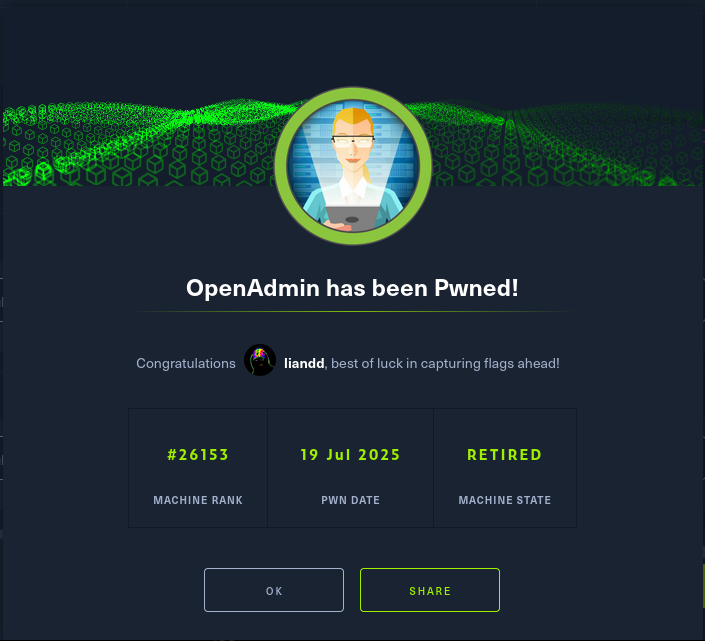 OpenAdmin has been Pwned!
Congratulations liandd, best of luck in capturing flags ahead!
#26153 19 Jul 2025 RETIRED
MACHINE RANK PWN DATE MACHINE STATE
OK SHARE